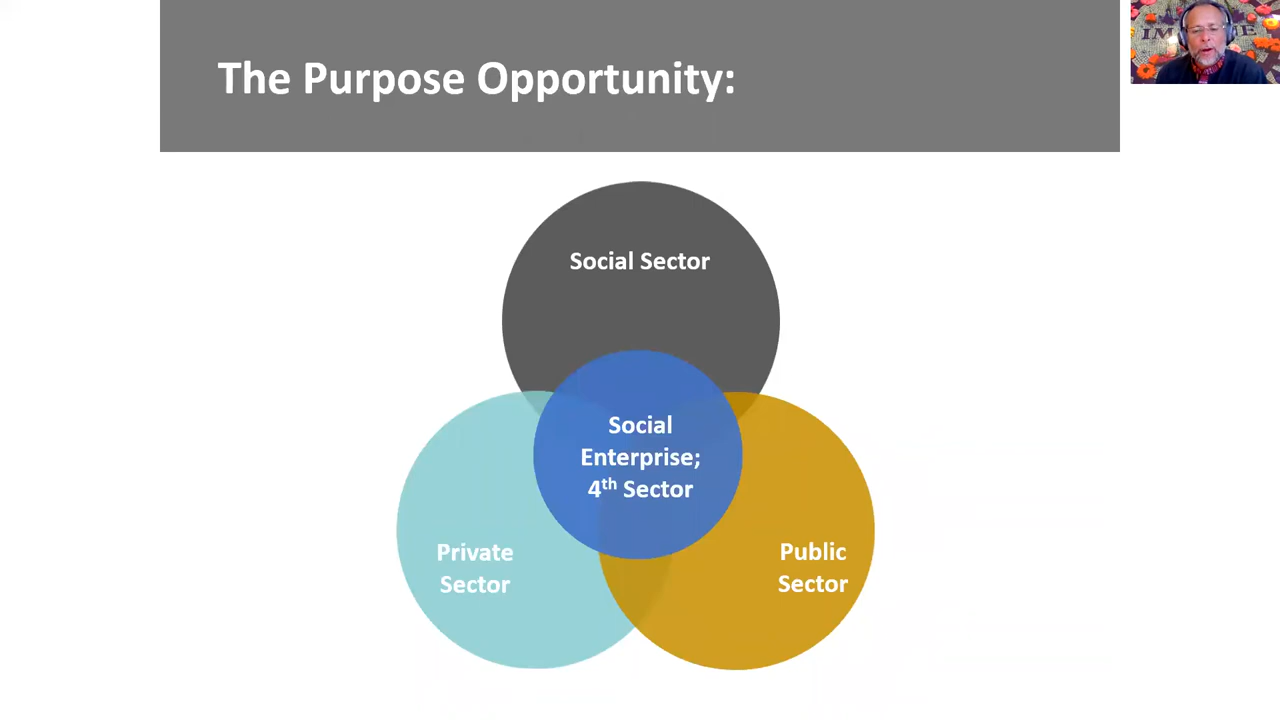 The Purpose Opportunity:
Social Sector
Social
Enterprise;
4th Sector
Private
Sector
Public
Sector